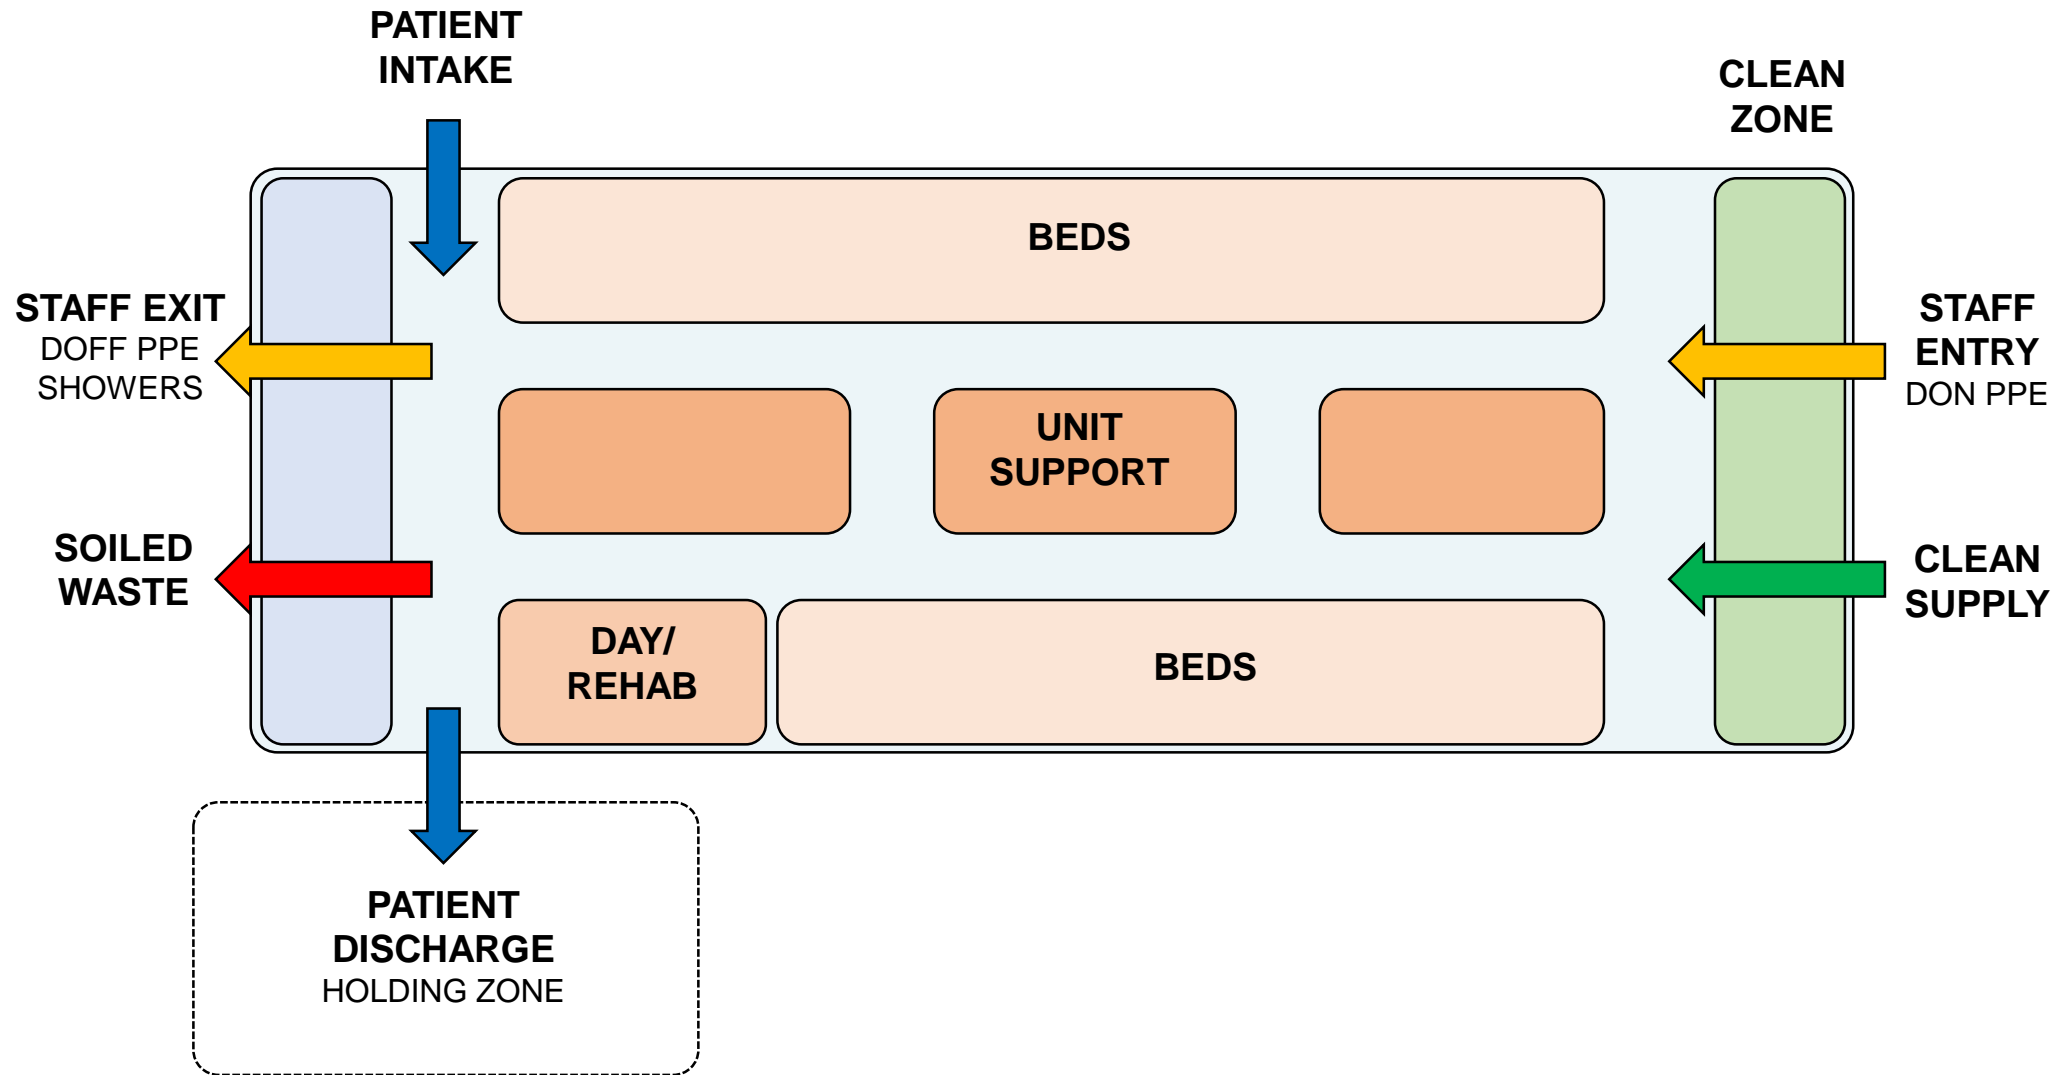 PATIENT
INTAKE
CLEAN
ZONE
BEDS
STAFF EXIT
DOFF PPE
SHOWERS
STAFF
ENTRY
DON PPE
UNIT
SUPPORT
SOILED
WASTE
CLEAN
SUPPLY
DAY/
REHAB
BEDS
PATIENT
DISCHARGE
HOLDING ZONE